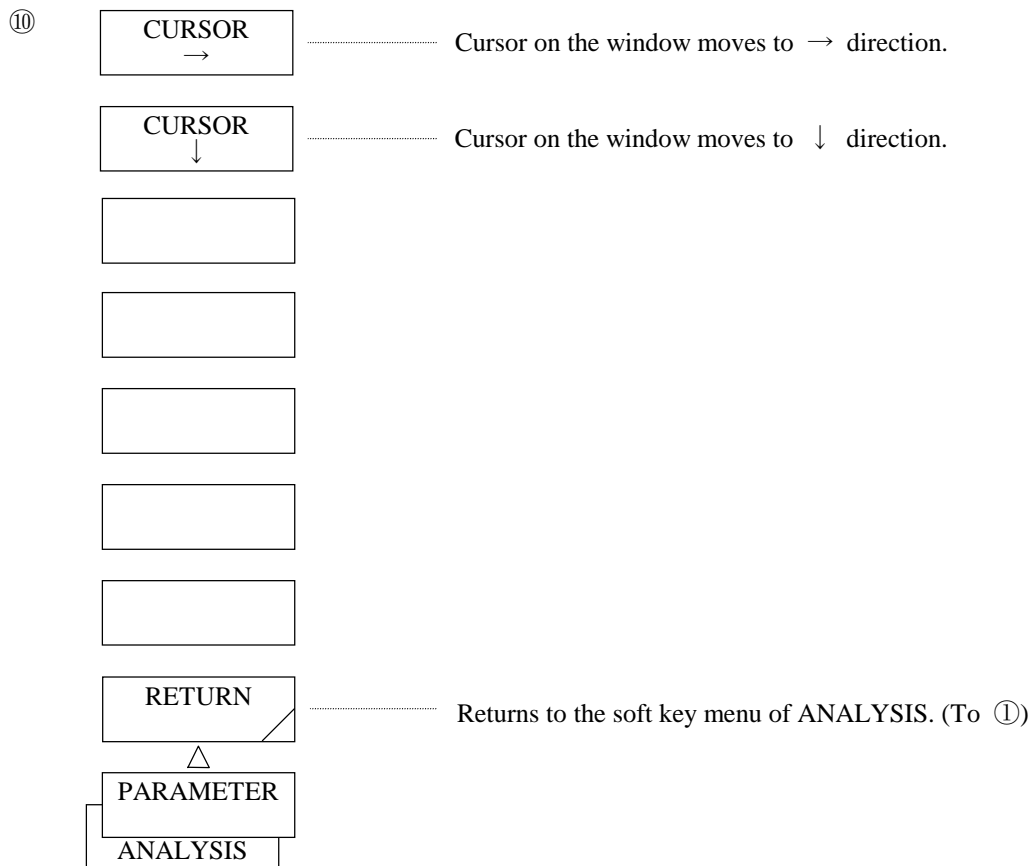 ⑩
CURSOR
→
Cursor on the window moves to → direction.
CURSOR
↓
Cursor on the window moves to ↓ direction.
RETURN
Returns to the soft key menu of ANALYSIS. (To ①)
PARAMETER
ANALYSIS